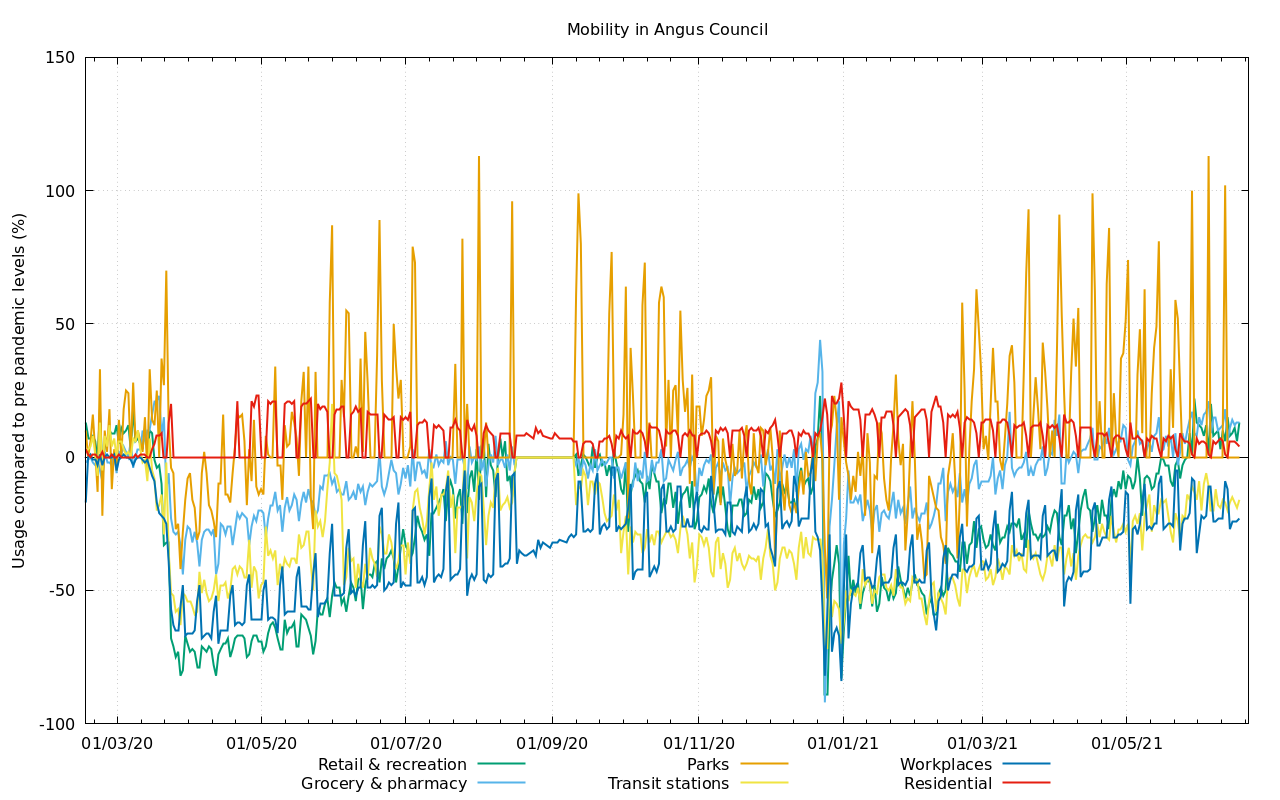 Mobility in Angus Council
Usage compared to pre pandemic levels (%)
150
100
50
0
-50
-100
01/03/20 01/05/20 01/07/20 01/09/20 01/11/20 01/01/21 01/03/21 01/05/21
Retail & recreation Parks Workplaces
Grocery & pharmacy Transit stations Residential